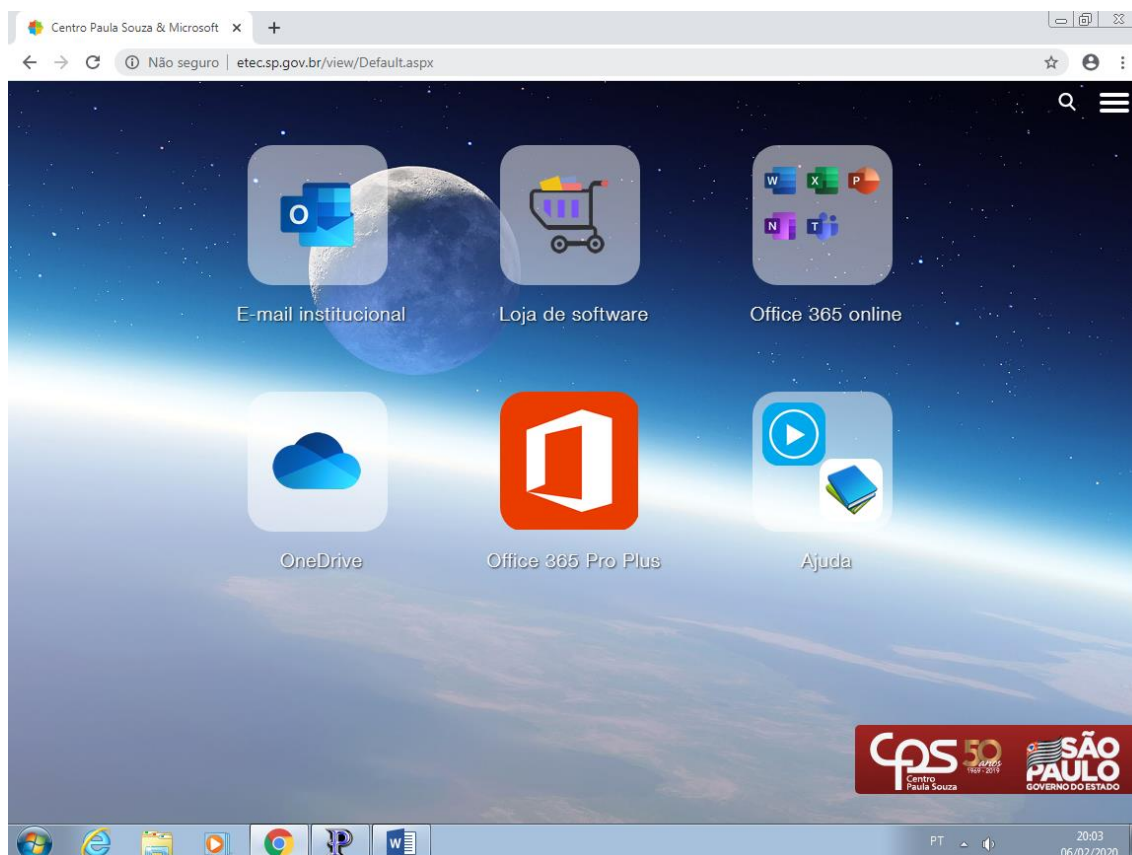 Centro Paula Souza & Microsoft
Não seguro | etec.sp.gov.br/view/Default.aspx
O
W X P
N T
E-mail institucional
Loja de software
Office 365 online
OneDrive
Office 365 Pro Plus
Ajuda
CPS 50 anos
1969 - 2019
Centro
Paula Souza
SÃO
PAULO
GOVERNO DO ESTADO
P
W
PT
20:03
06/02/2020